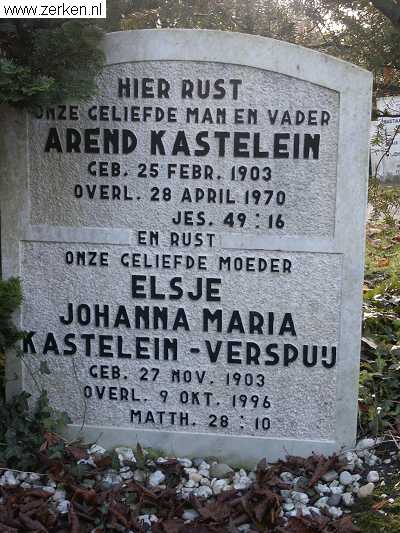 www.zerken.nl
HIER RUST
ONZE GELIEFDE MAN EN VADER
AREND KASTELEIN
GEB. 25 FEBR. 1903
OVERL. 28 APRIL 1970
JES. 49 : 16
EN RUST
ONZE GELIEFDE MOEDER
ELSJE
JOHANNA MARIA
KASTELEIN - VERSPUIJ
GEB. 27 NOV. 1903
OVERL. 9 OKT. 1996
MATTH. 28 : 10